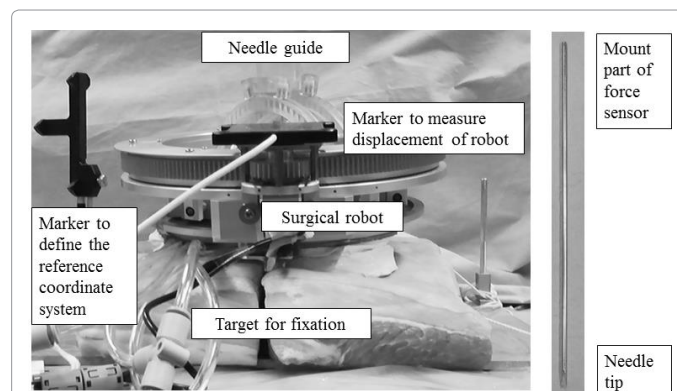 Needle guide
Marker to measure
displacement of robot
Surgical robot
Marker to
define the
reference
coordinate
system
Target for fixation
Mount
part of
force
sensor
Needle
tip